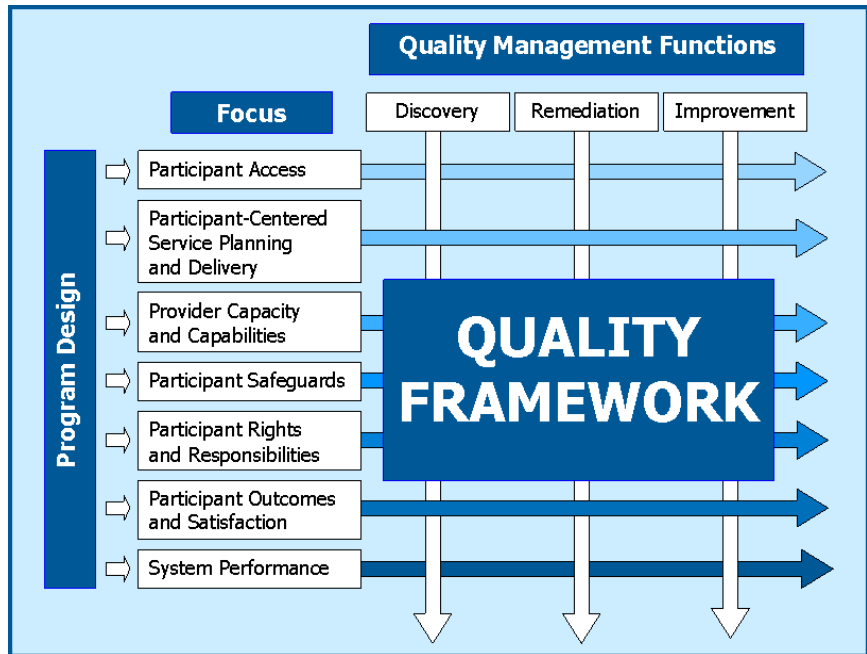 Quality Management Functions
Focus
Discovery
Remediation
Improvement
Program Design
Participant Access
Participant-Centered
Service Planning
and Delivery
Provider Capacity
and Capabilities
Participant Safeguards
Participant Rights
and Responsibilities
Participant Outcomes
and Satisfaction
System Performance
QUALITY
FRAMEWORK